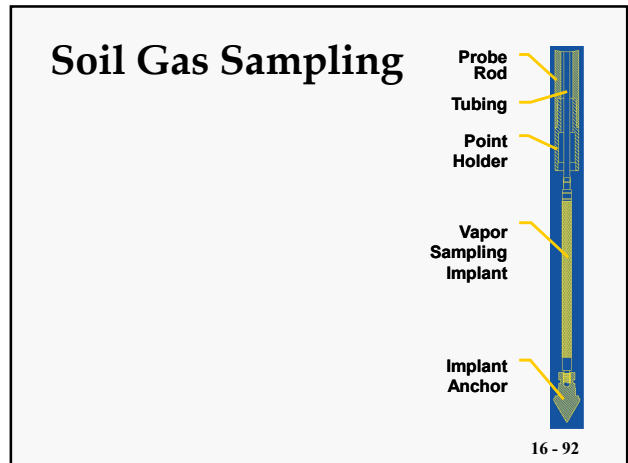 Soil Gas Sampling
Probe
Rod
Tubing
Point
Holder
Vapor
Sampling
Implant
Implant
Anchor
16 - 92